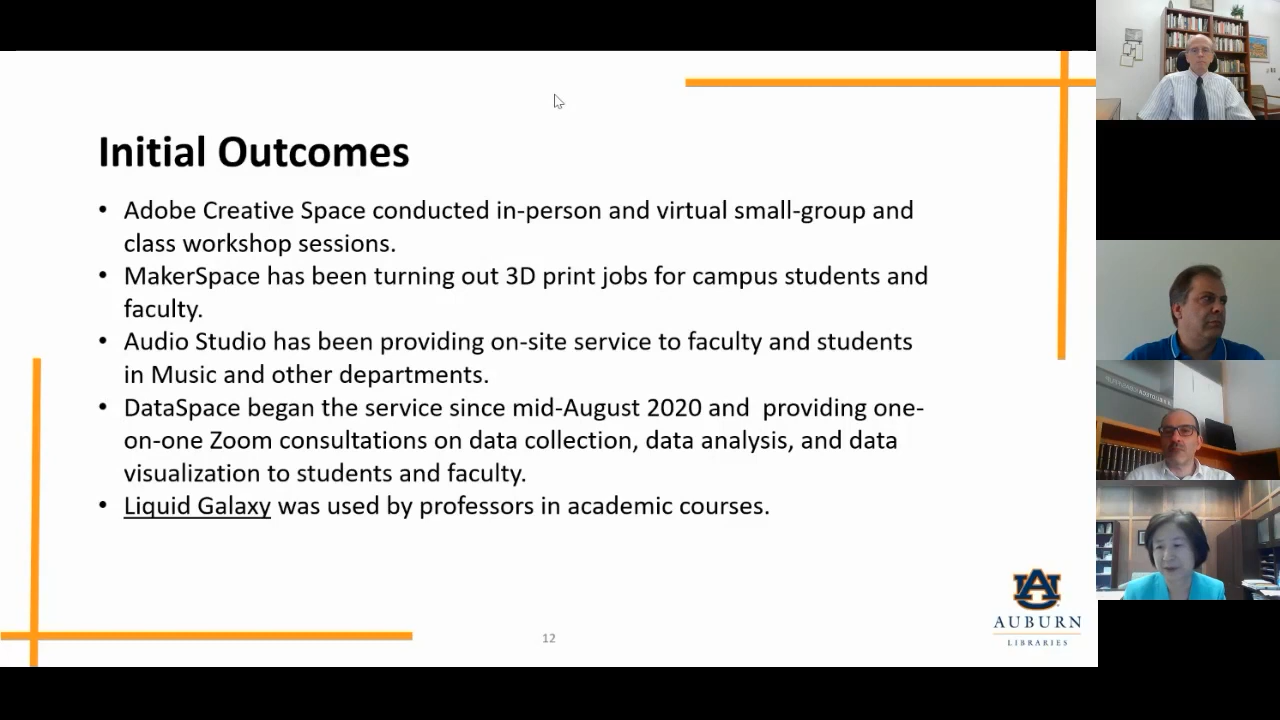 Initial Outcomes
• Adobe Creative Space conducted in-person and virtual small-group and
class workshop sessions.
• MakerSpace has been turning out 3D print jobs for campus students and
faculty.
• Audio Studio has been providing on-site service to faculty and students
in Music and other departments.
• DataSpace began the service since mid-August 2020 and  providing one-
on-one Zoom consultations on data collection, data analysis, and data
visualization to students and faculty.
• Liquid Galaxy was used by professors in academic courses.
AU
AUBURN
LIBRARIES
12